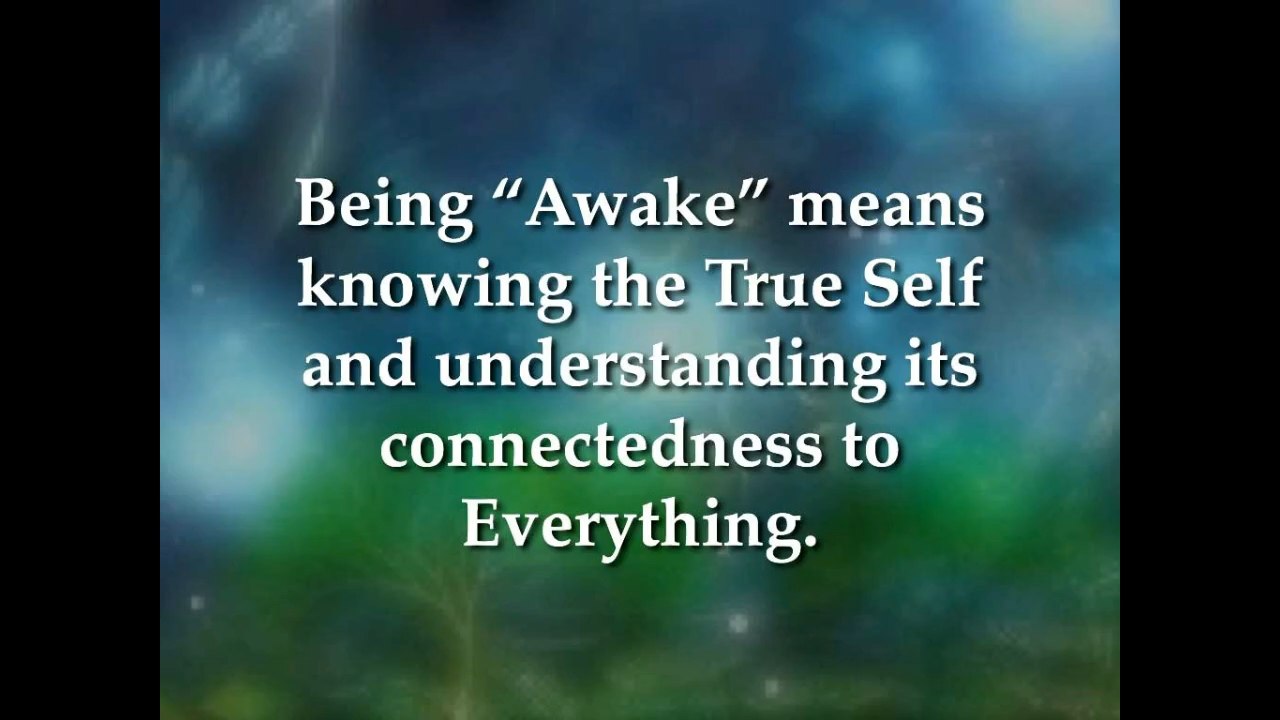 Being “Awake” means
knowing the True Self
and understanding its
connectedness to
Everything.